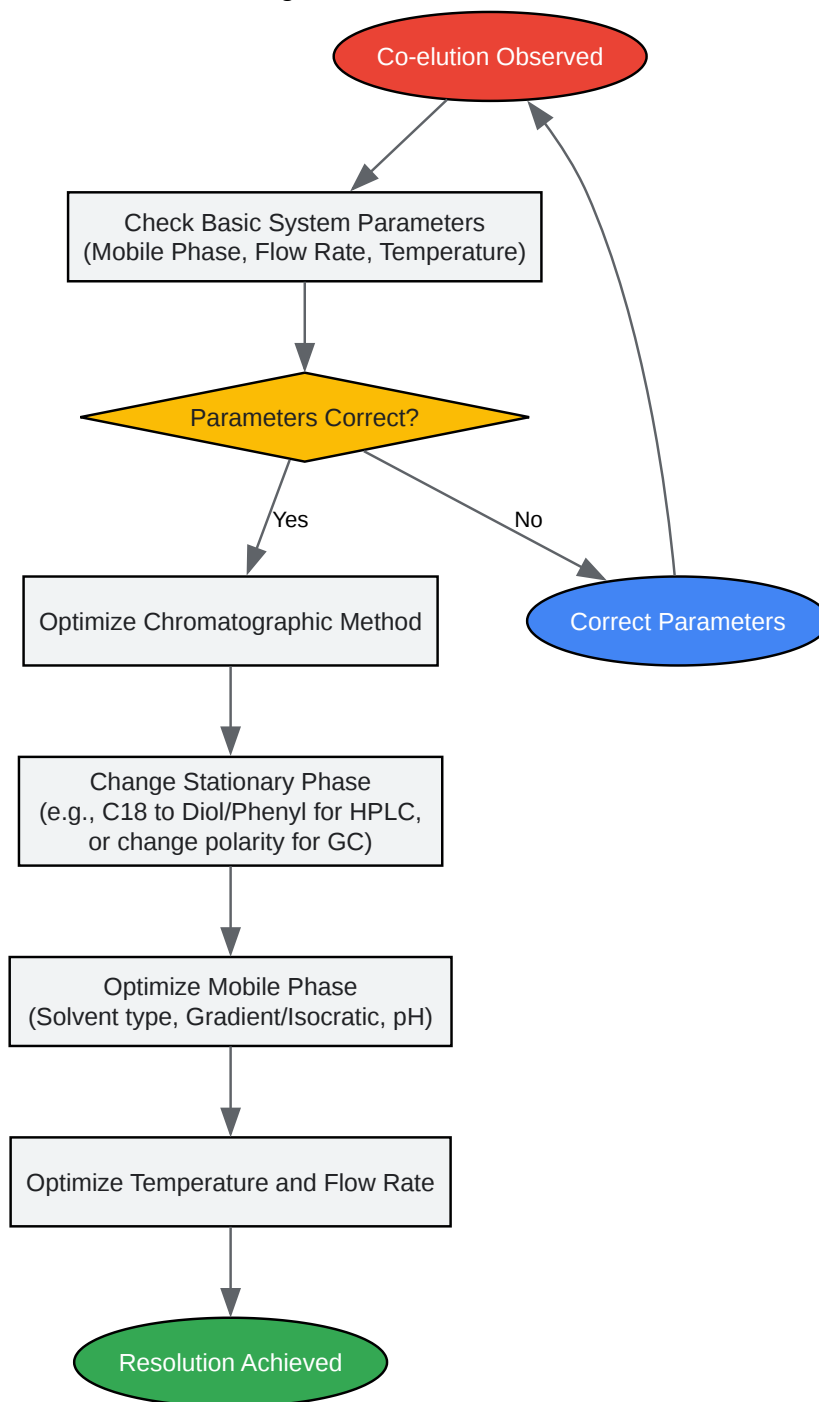 Co-elution Observed
Check Basic System Parameters
(Mobile Phase, Flow Rate, Temperature)
Parameters Correct?
Yes
No
Optimize Chromatographic Method
Correct Parameters
Change Stationary Phase
(e.g., C18 to Diol/Phenyl for HPLC,
or change polarity for GC)
Optimize Mobile Phase
(Solvent type, Gradient/Isocratic, pH)
Optimize Temperature and Flow Rate
Resolution Achieved